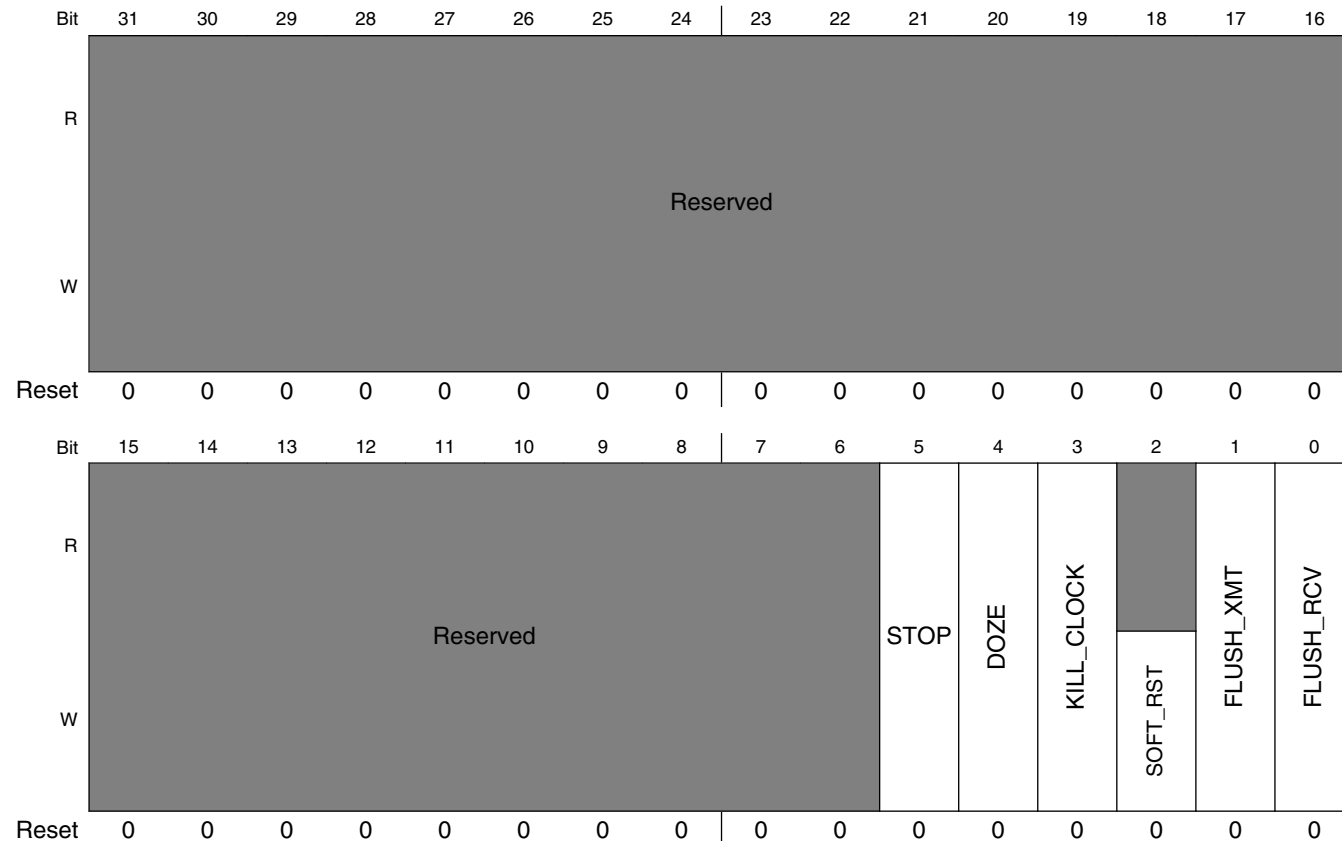 Bit 31 30 29 28 27 26 25 24 23 22 21 20 19 18 17 16
R
Reserved
W
Reset 0 0 0 0 0 0 0 0 0 0 0 0 0 0 0 0
Bit 15 14 13 12 11 10 9 8 7 6 5 4 3 2 1 0
R
Reserved
STOP
DOZE
KILL_CLOCK
SOFT_RST
FLUSH_XMT
FLUSH_RCV
W
Reset 0 0 0 0 0 0 0 0 0 0 0 0 0 0 0 0